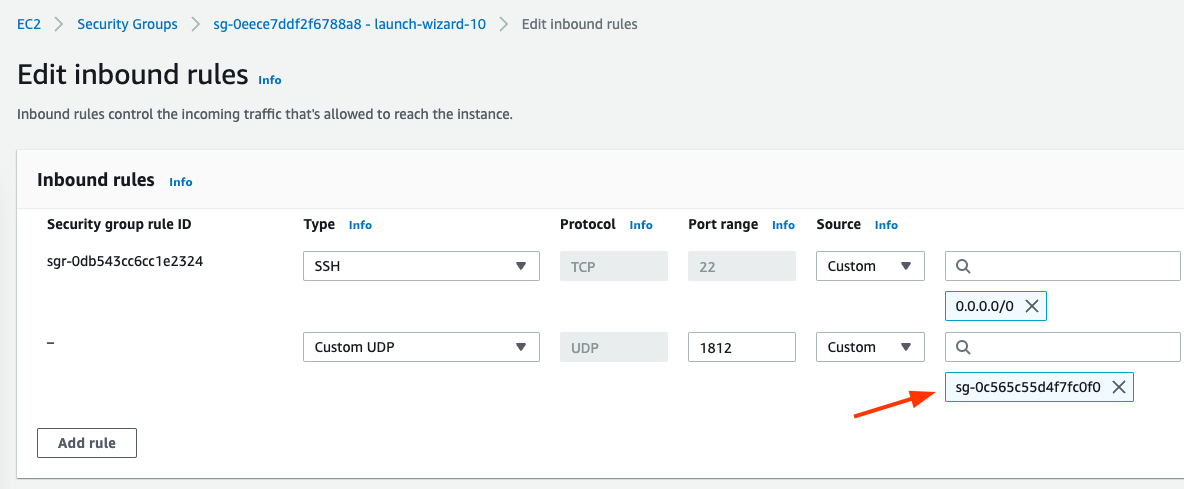 EC2 > Security Groups > sg-0eece7ddf2f6788a8 - launch-wizard-10 > Edit inbound rules
Edit inbound rules Info
Inbound rules control the incoming traffic that's allowed to reach the instance.
Inbound rules Info
Security group rule ID Type Info Protocol Info Port range Info Source Info
sgr-0db543cc6cc1e2324 SSH TCP 22 Custom
0.0.0.0/0
– Custom UDP UDP 1812 Custom
sg-0c565c55d4f7fc0f0
Add rule